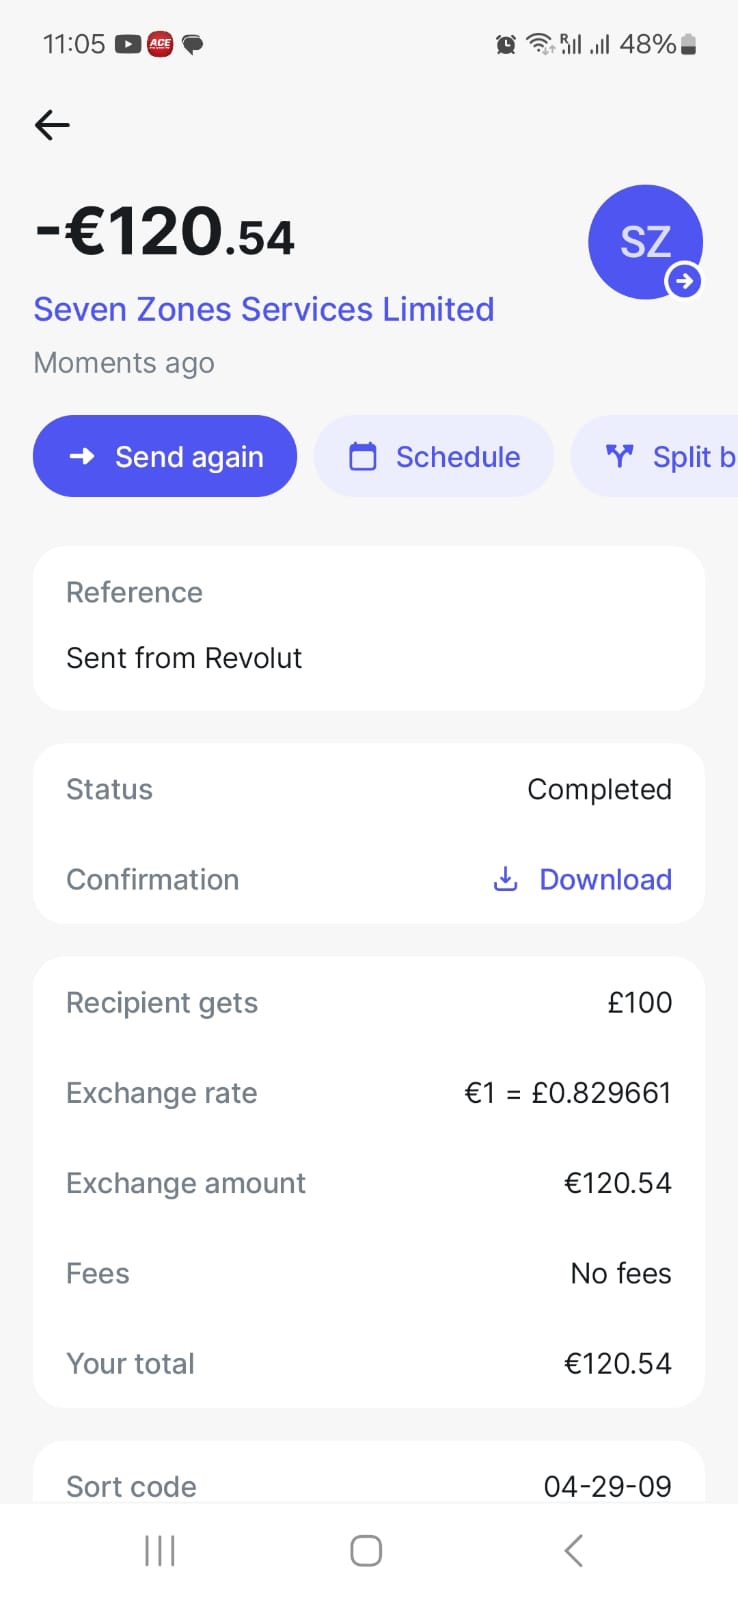 11:05 ACE 48%
-€120.54
SZ
Seven Zones Services Limited
Moments ago
Send again Schedule Split b
Reference
Sent from Revolut
Status Completed
Confirmation Download
Recipient gets £100
Exchange rate €1 = £0.829661
Exchange amount €120.54
Fees No fees
Your total €120.54
Sort code 04-29-09